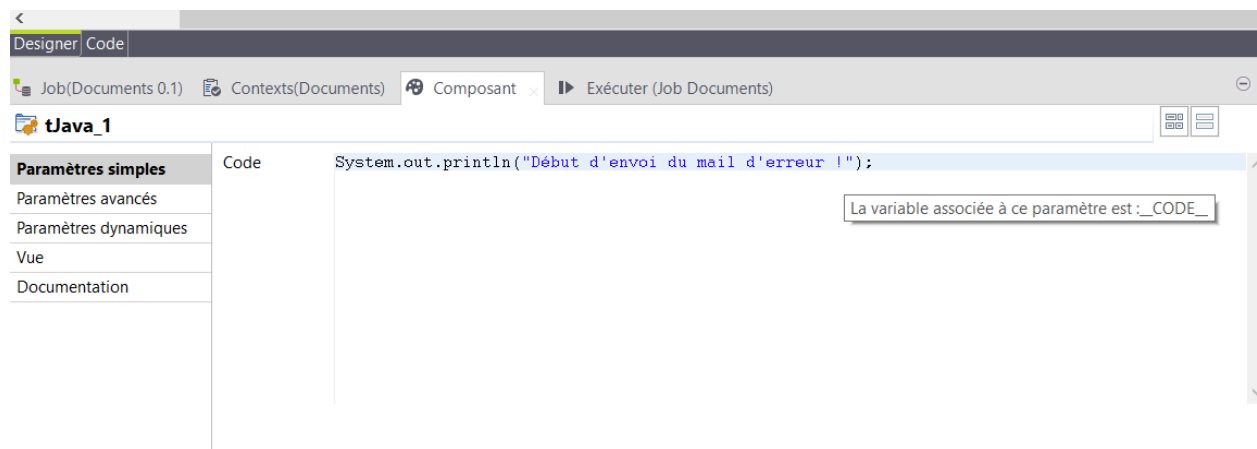 Designer Code
Job(Documents 0.1) Contexts(Documents) Composant Exécuter (Job Documents)
tJava_1
Paramètres simples Code System.out.println("Début d'envoi du mail d'erreur !");
Paramètres avancés La variable associée à ce paramètre est :__CODE__
Paramètres dynamiques
Vue
Documentation